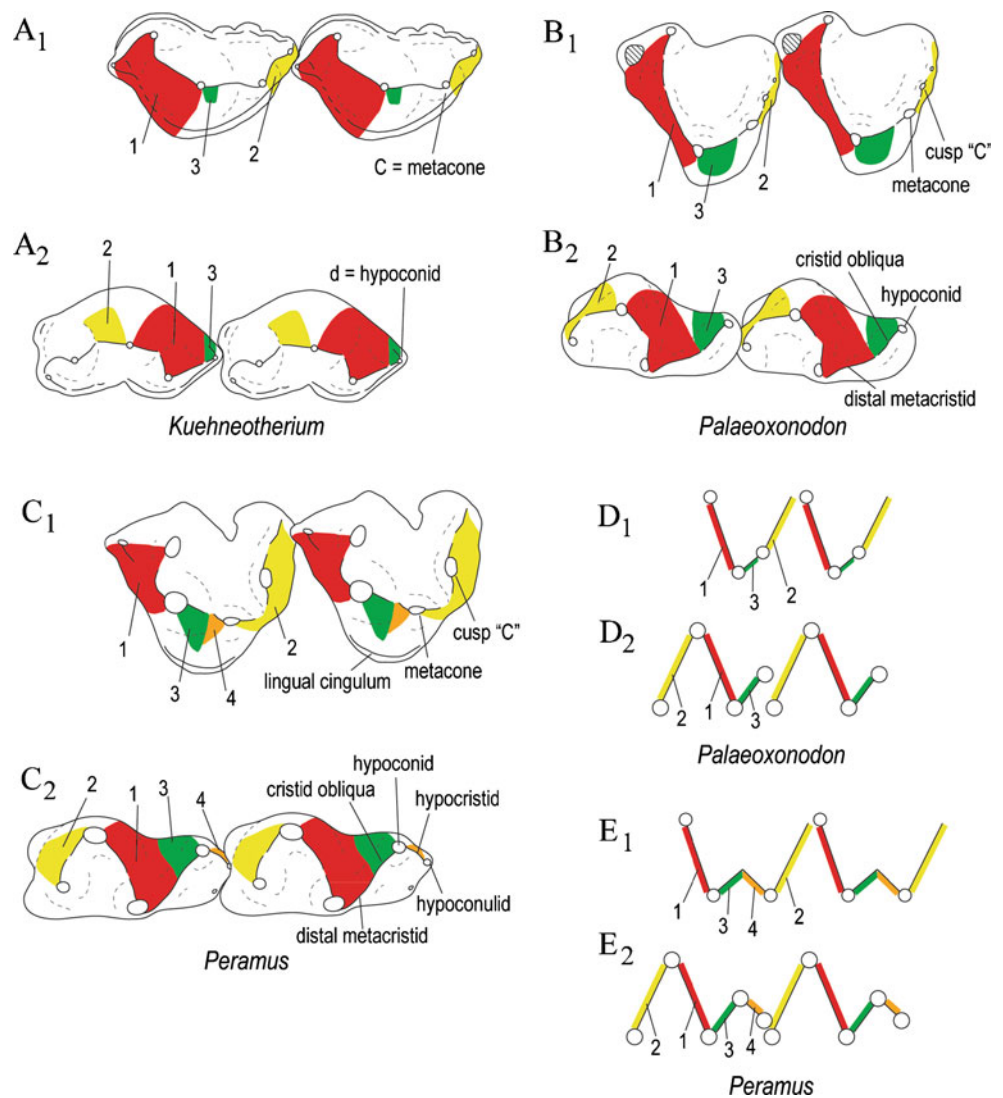 A1
B1
1
3
2
C = metacone
1
3
2
cusp "C"
metacone
A2
B2
2
1
3
d = hypoconid
2
1
3
cristid obliqua
hypoconid
distal metacristid
Kuehneotherium
Palaeoxonodon
C1
1
3
4
2
lingual cingulum
metacone
cusp "C"
D1
1
3
2
D2
2
1
3
Palaeoxonodon
C2
2
1
3
4
cristid obliqua
hypoconid
hypocristid
hypoconulid
distal metacristid
Peramus
E1
1
3
4
2
E2
2
1
3
4
Peramus